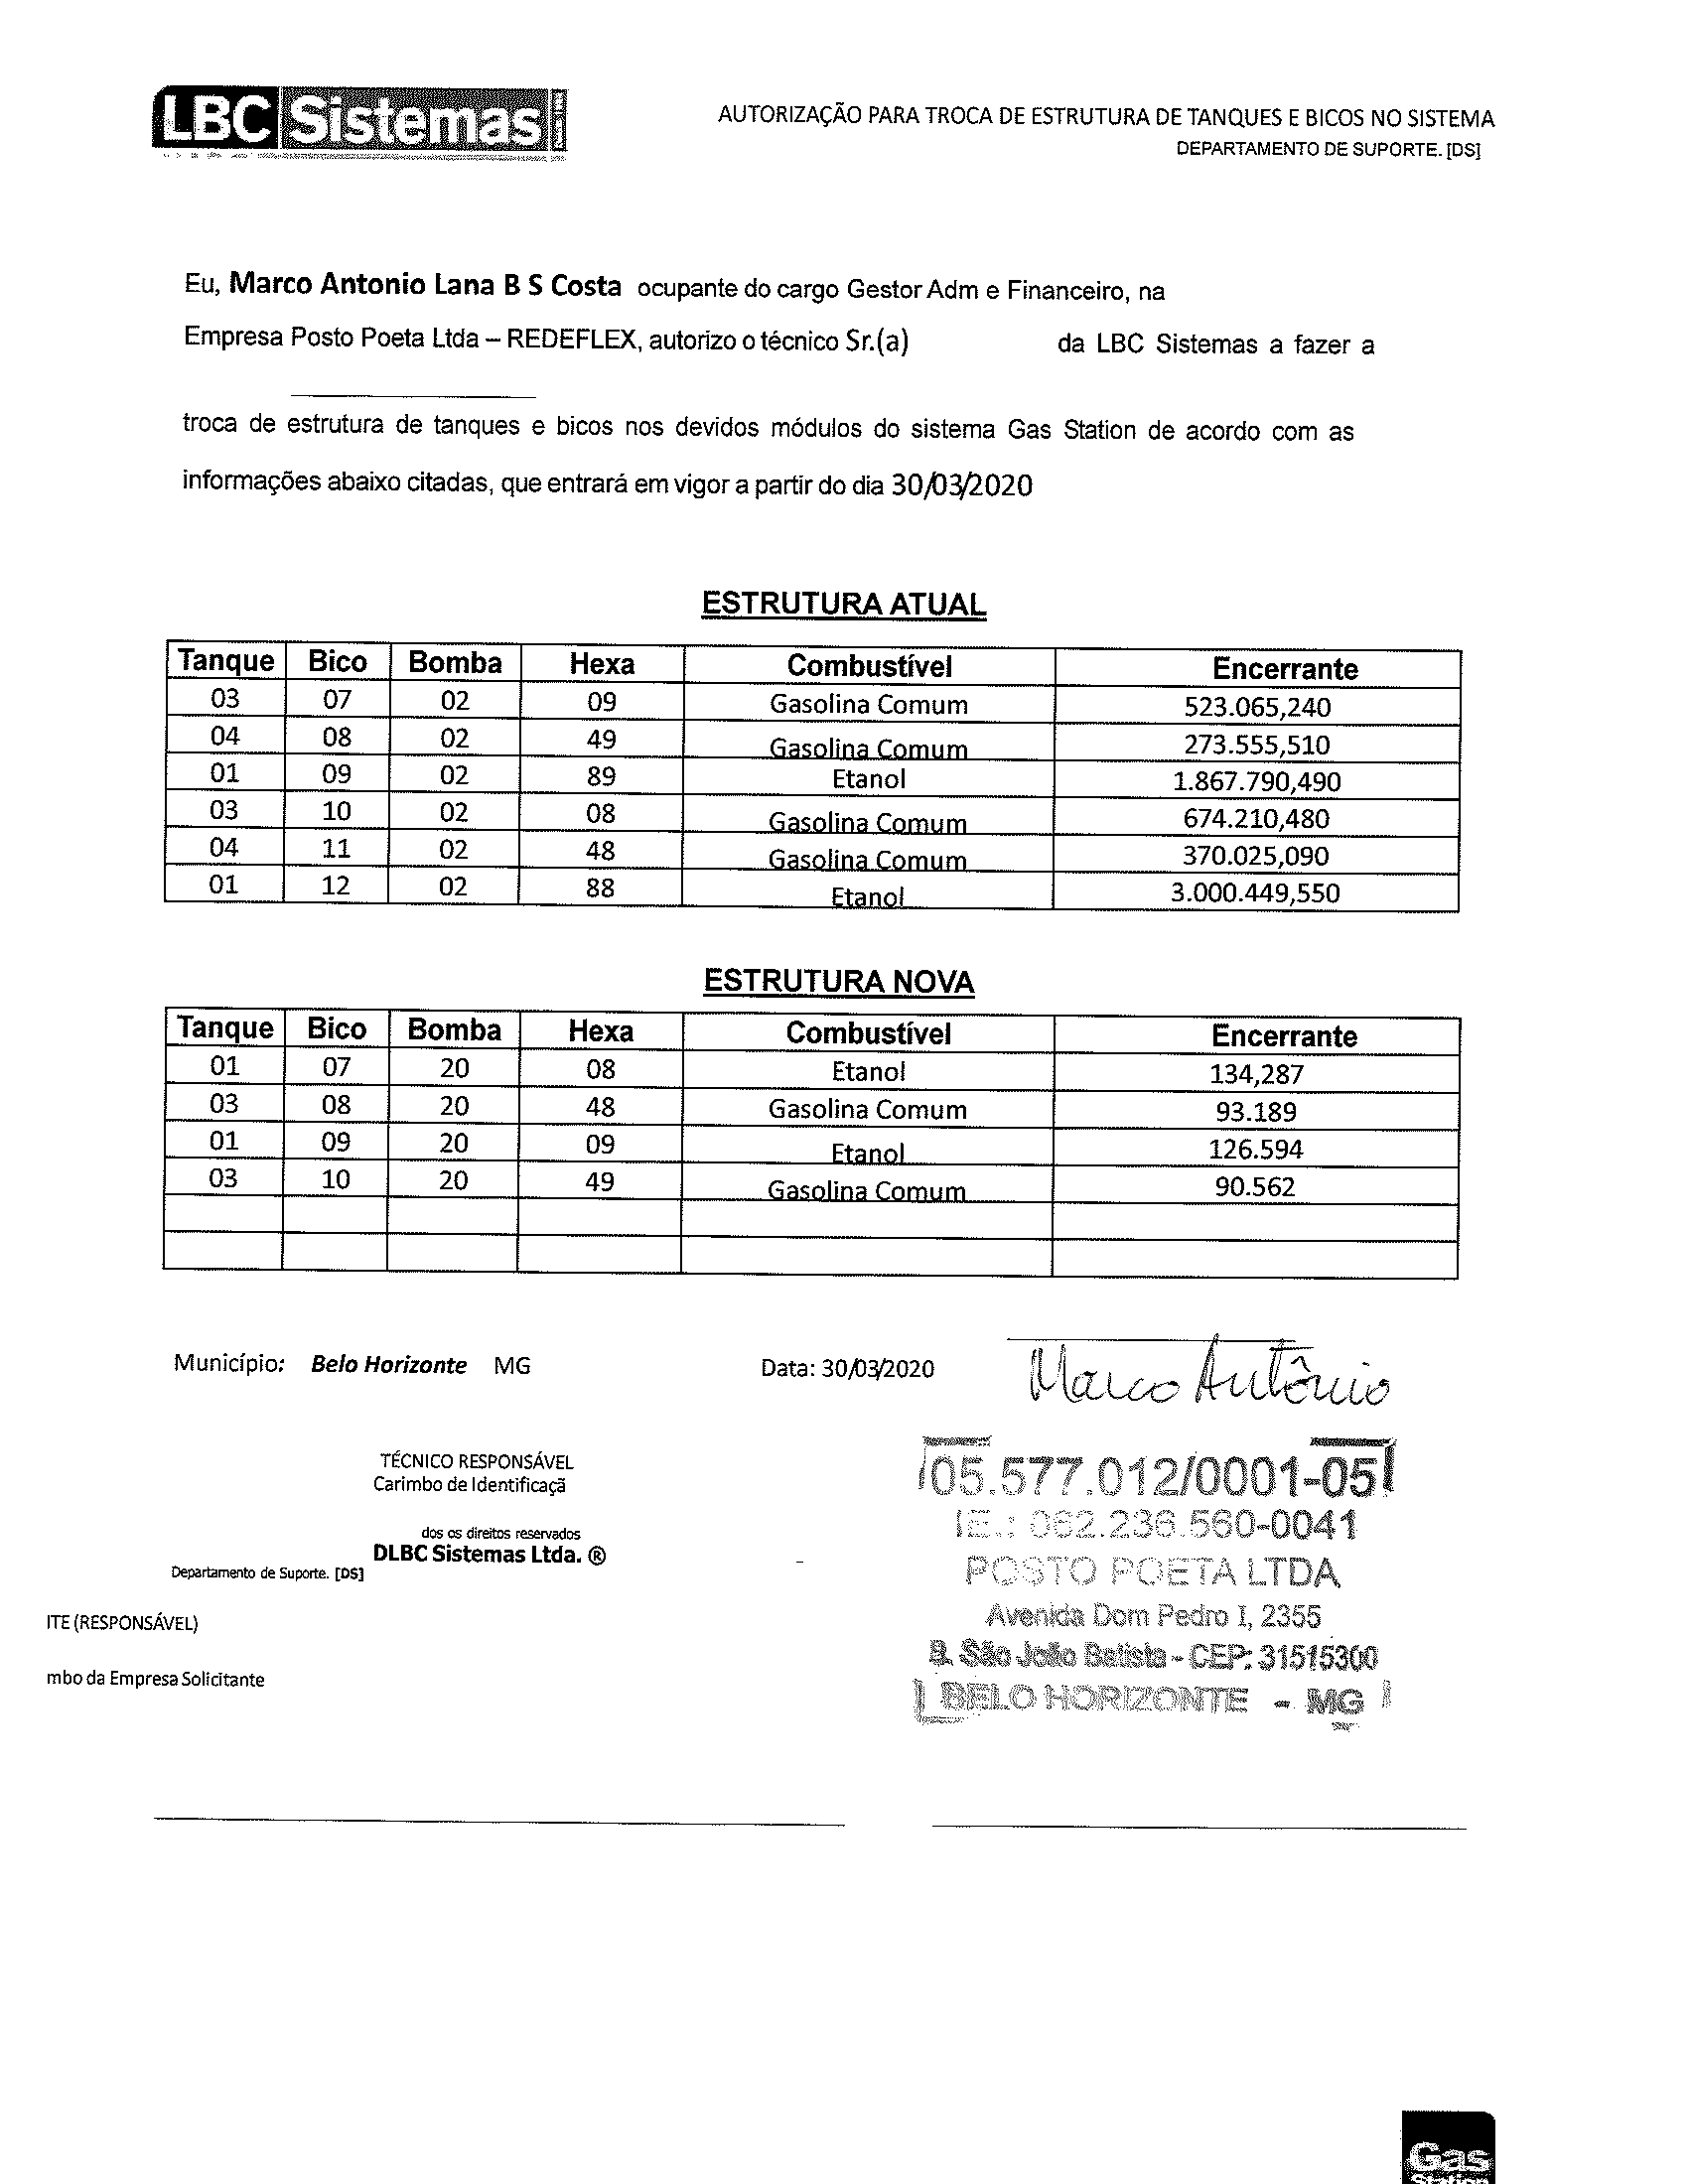 LBC Sistemas
AUTORIZAÇÃO PARA TROCA DE ESTRUTURA DE TANQUES E BICOS NO SISTEMA
DEPARTAMENTO DE SUPORTE. [DS]
Eu, Marco Antonio Lana B S Costa ocupante do cargo Gestor Adm e Financeiro, na
Empresa Posto Poeta Ltda – REDEFLEX, autorizo o técnico Sr.(a) da LBC Sistemas a fazer a
troca de estrutura de tanques e bicos nos devidos módulos do sistema Gas Station de acordo com as
informações abaixo citadas, que entrará em vigor a partir do dia 30/03/2020
ESTRUTURA ATUAL
Tanque Bico Bomba Hexa Combustível Encerrante
03 07 02 09 Gasolina Comum 523.065,240
04 08 02 49 Gasolina Comum 273.555,510
01 09 02 89 Etanol 1.867.790,490
03 10 02 08 Gasolina Comum 674.210,480
04 11 02 48 Gasolina Comum 370.025,090
01 12 02 88 Etanol 3.000.449,550
ESTRUTURA NOVA
Tanque Bico Bomba Hexa Combustível Encerrante
01 07 20 08 Etanol 134,287
03 08 20 48 Gasolina Comum 93.189
01 09 20 09 Etanol 126.594
03 10 20 49 Gasolina Comum 90.562
Município: Belo Horizonte MG Data: 30/03/2020
Marco Antônio
TÉCNICO RESPONSÁVEL
Carimbo de Identificaçã
dos os direitos reservados
DLBC Sistemas Ltda. ®
Departamento de Suporte. [DS]
ITE (RESPONSÁVEL)
mbo da Empresa Solicitante
05.577.012/0001-05
IE.: 062.236.560-0041
POSTO POETA LTDA
Avenida Dom Pedro I, 2355
B. São João Batista - CEP: 31515300
BELO HORIZONTE - MG
Gas
Station